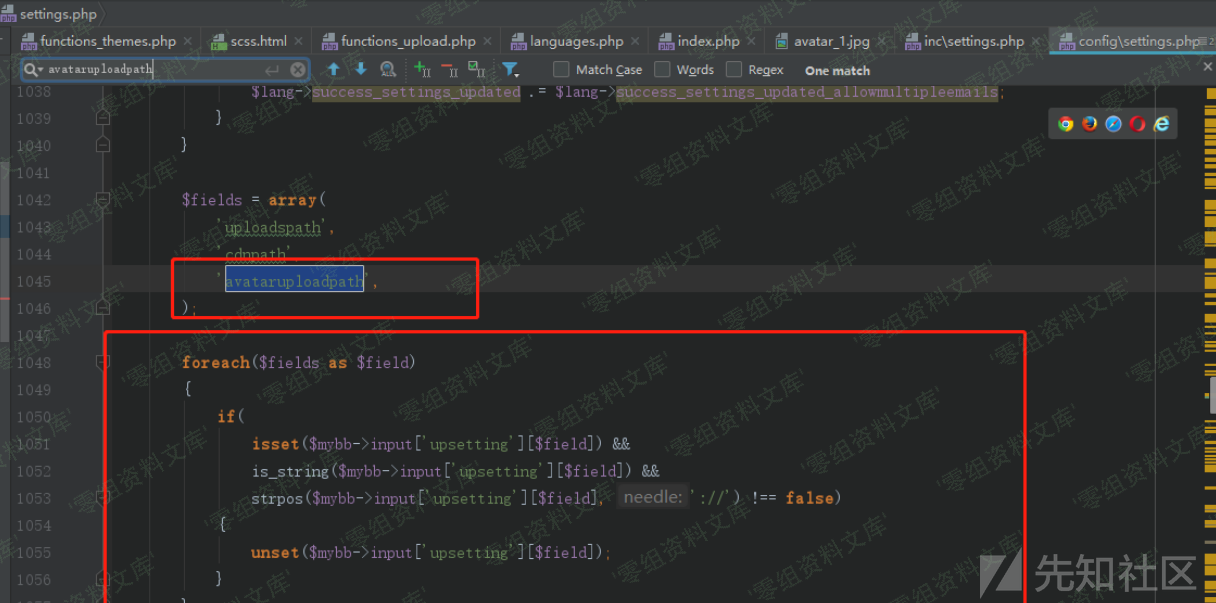 settings.php
functions_themes.php × scss.html × functions_upload.php × languages.php × index.php × avatar_1.jpg × inc\settings.php × config\settings.php
avataruploadpath Match Case Words Regex One match
1038 $lang->success_settings_updated .= $lang->success_settings_updated_allowmultipleemails;
1039 }
1040 }
1041
1042 $fields = array(
1043 'uploadspath',
1044 'cdnpath',
1045 'avataruploadpath',
1046 );
1047
1048 foreach($fields as $field)
1049 {
1050 if(
1051 isset($mybb->input['upsetting'][$field]) &&
1052 is_string($mybb->input['upsetting'][$field]) &&
1053 strpos($mybb->input['upsetting'][$field], needle: '://') !== false)
1054 {
1055 unset($mybb->input['upsetting'][$field]);
1056 }
零组资料文库
先知社区